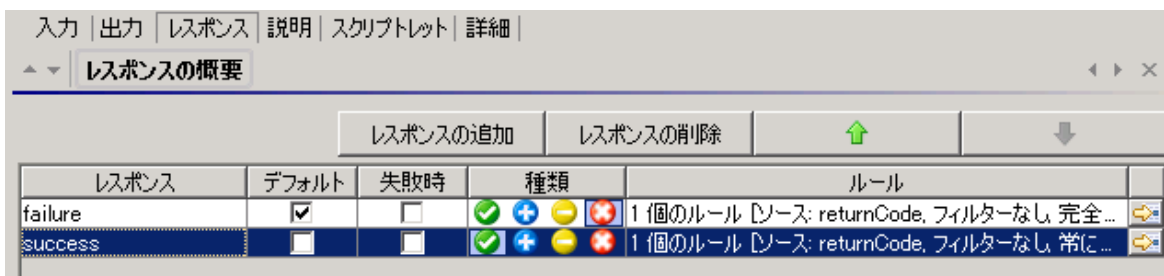 入力 出力 レスポンス 説明 スクリプトレット 詳細
レスポンスの概要
レスポンスの追加 レスポンスの削除
レスポンス デフォルト 失敗時 種類 ルール
failure 1 個のルール [ソース: returnCode, フィルターなし, 完全...
success 1 個のルール [ソース: returnCode, フィルターなし, 常に...